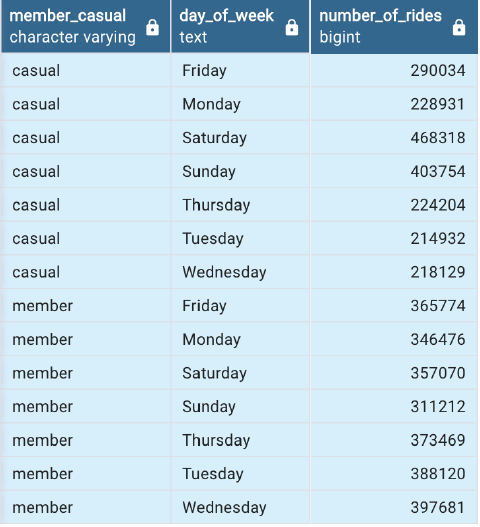 member_casual day_of_week number_of_rides
character varying text bigint
casual Friday 290034
casual Monday 228931
casual Saturday 468318
casual Sunday 403754
casual Thursday 224204
casual Tuesday 214932
casual Wednesday 218129
member Friday 365774
member Monday 346476
member Saturday 357070
member Sunday 311212
member Thursday 373469
member Tuesday 388120
member Wednesday 397681